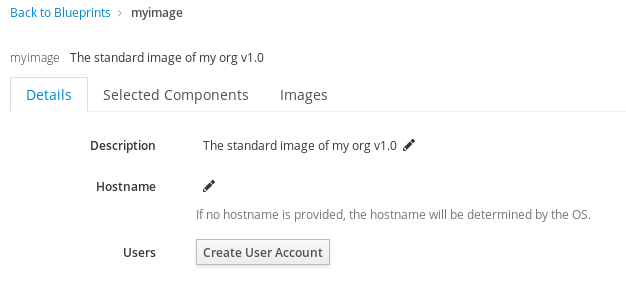 Back to Blueprints > myimage
myimage The standard image of my org v1.0
Details Selected Components Images
Description The standard image of my org v1.0
Hostname
If no hostname is provided, the hostname will be determined by the OS.
Users Create User Account